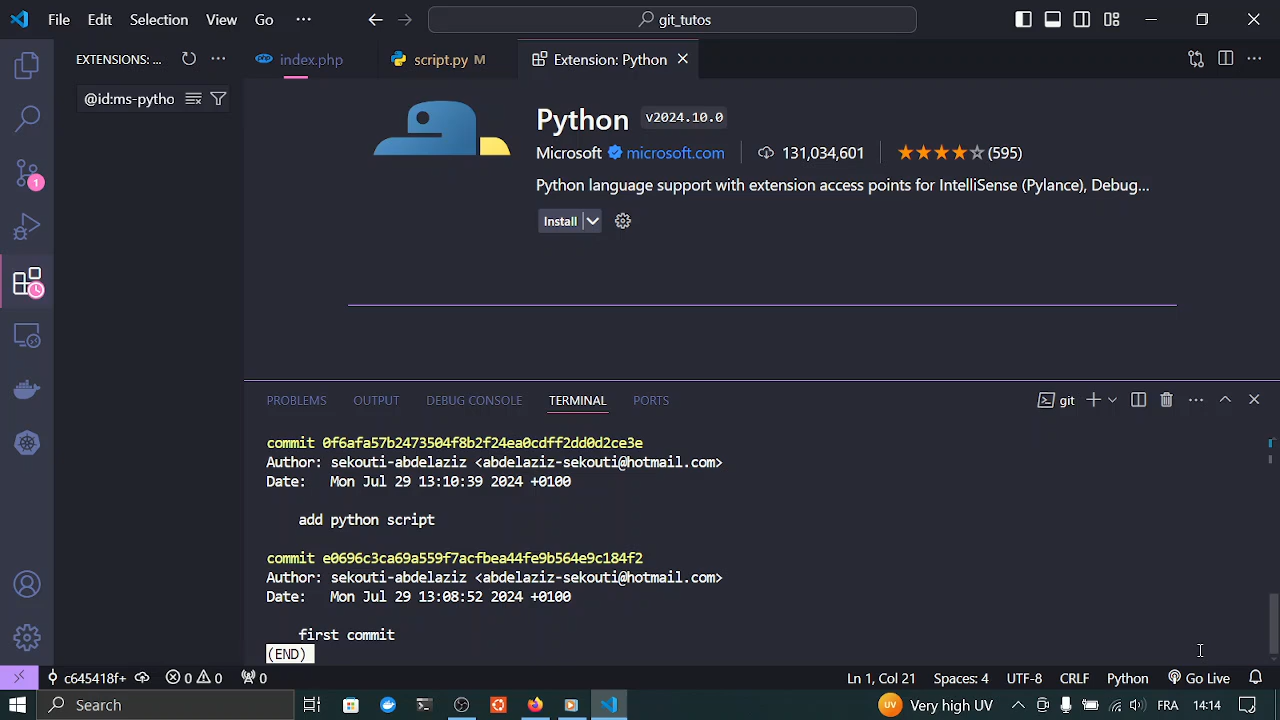 File Edit Selection View Go ··· git_tutos
EXTENSIONS: ... index.php script.py M Extension: Python
@id:ms-pytho
Python v2024.10.0
Microsoft microsoft.com 131,034,601 (595)
Python language support with extension access points for IntelliSense (Pylance), Debug...
Install
PROBLEMS OUTPUT DEBUG CONSOLE TERMINAL PORTS git
commit 0f6afa57b2473504f8b2f24ea0cdff2dd0d2ce3e
Author: sekouti-abdelaziz <abdelaziz-sekouti@hotmail.com>
Date: Mon Jul 29 13:10:39 2024 +0100
add python script
commit e0696c3ca69a559f7acfbea44fe9b564e9c184f2
Author: sekouti-abdelaziz <abdelaziz-sekouti@hotmail.com>
Date: Mon Jul 29 13:08:52 2024 +0100
first commit
(END)
1
c645418f+ 0 0 0 Ln 1, Col 21 Spaces: 4 UTF-8 CRLF Python Go Live
Search UV Very high UV FRA 14:14